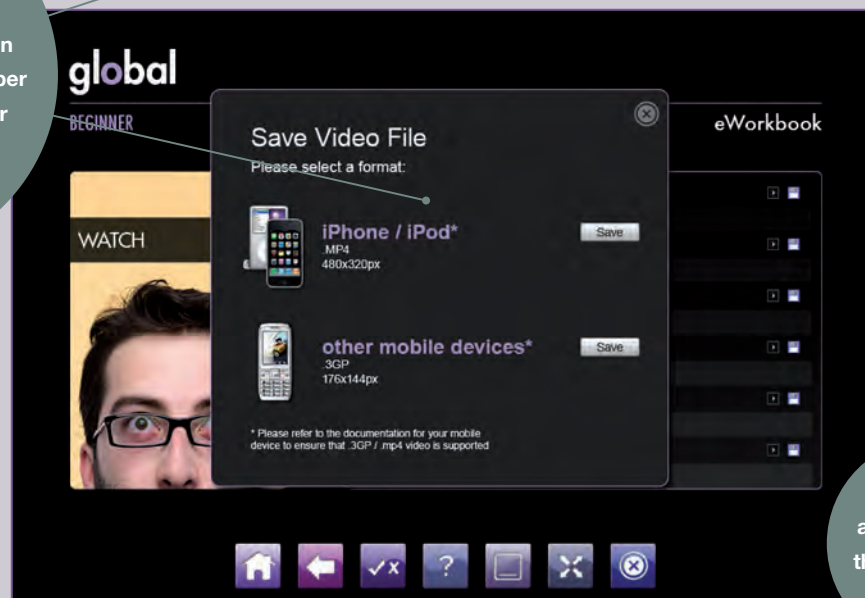 n
per
r
global
BEGINNER
eWorkbook
Save Video File
Please select a format:
WATCH
iPhone / iPod*
.MP4
480x320px
Save
other mobile devices*
.3GP
176x144px
Save
* Please refer to the documentation for your mobile
device to ensure that .3GP / .mp4 video is supported
a
th